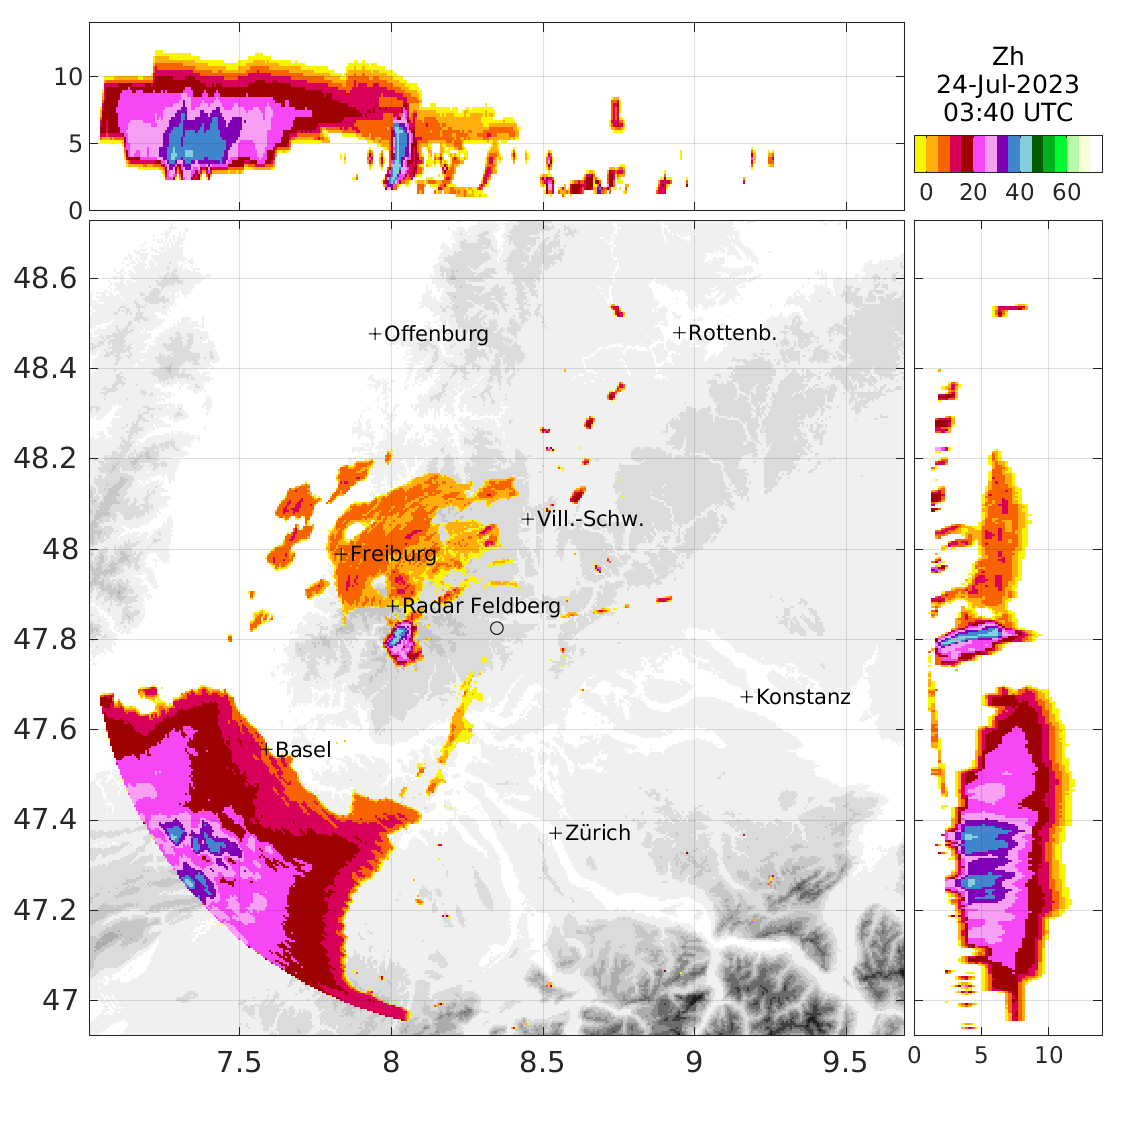 10
5
0
Zh
24-Jul-2023
03:40 UTC
0 20 40 60
48.6
48.4
48.2
48
47.8
47.6
47.4
47.2
47
+Offenburg
+Rottenb.
+Vill.-Schw.
+Freiburg
+Radar Feldberg
+Konstanz
+Basel
+Zürich
7.5 8 8.5 9 9.5
0 5 10